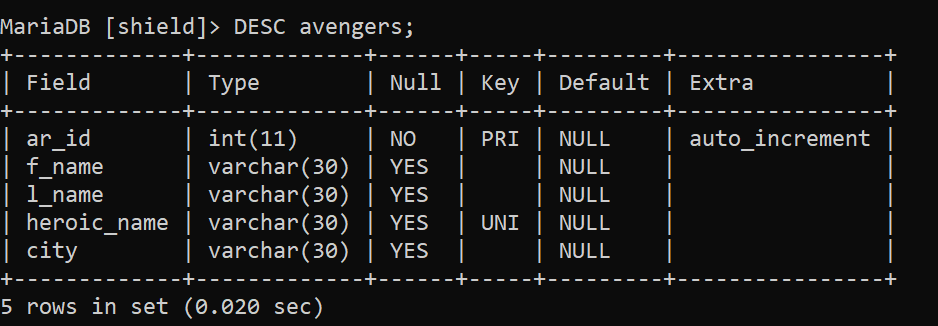 MariaDB [shield]> DESC avengers;
+-------------+-------------+------+-----+---------+----------------+
| Field       | Type        | Null | Key | Default | Extra          |
+-------------+-------------+------+-----+---------+----------------+
| ar_id       | int(11)     | NO   | PRI | NULL    | auto_increment |
| f_name      | varchar(30) | YES  |     | NULL    |                |
| l_name      | varchar(30) | YES  |     | NULL    |                |
| heroic_name | varchar(30) | YES  | UNI | NULL    |                |
| city        | varchar(30) | YES  |     | NULL    |                |
+-------------+-------------+------+-----+---------+----------------+
5 rows in set (0.020 sec)